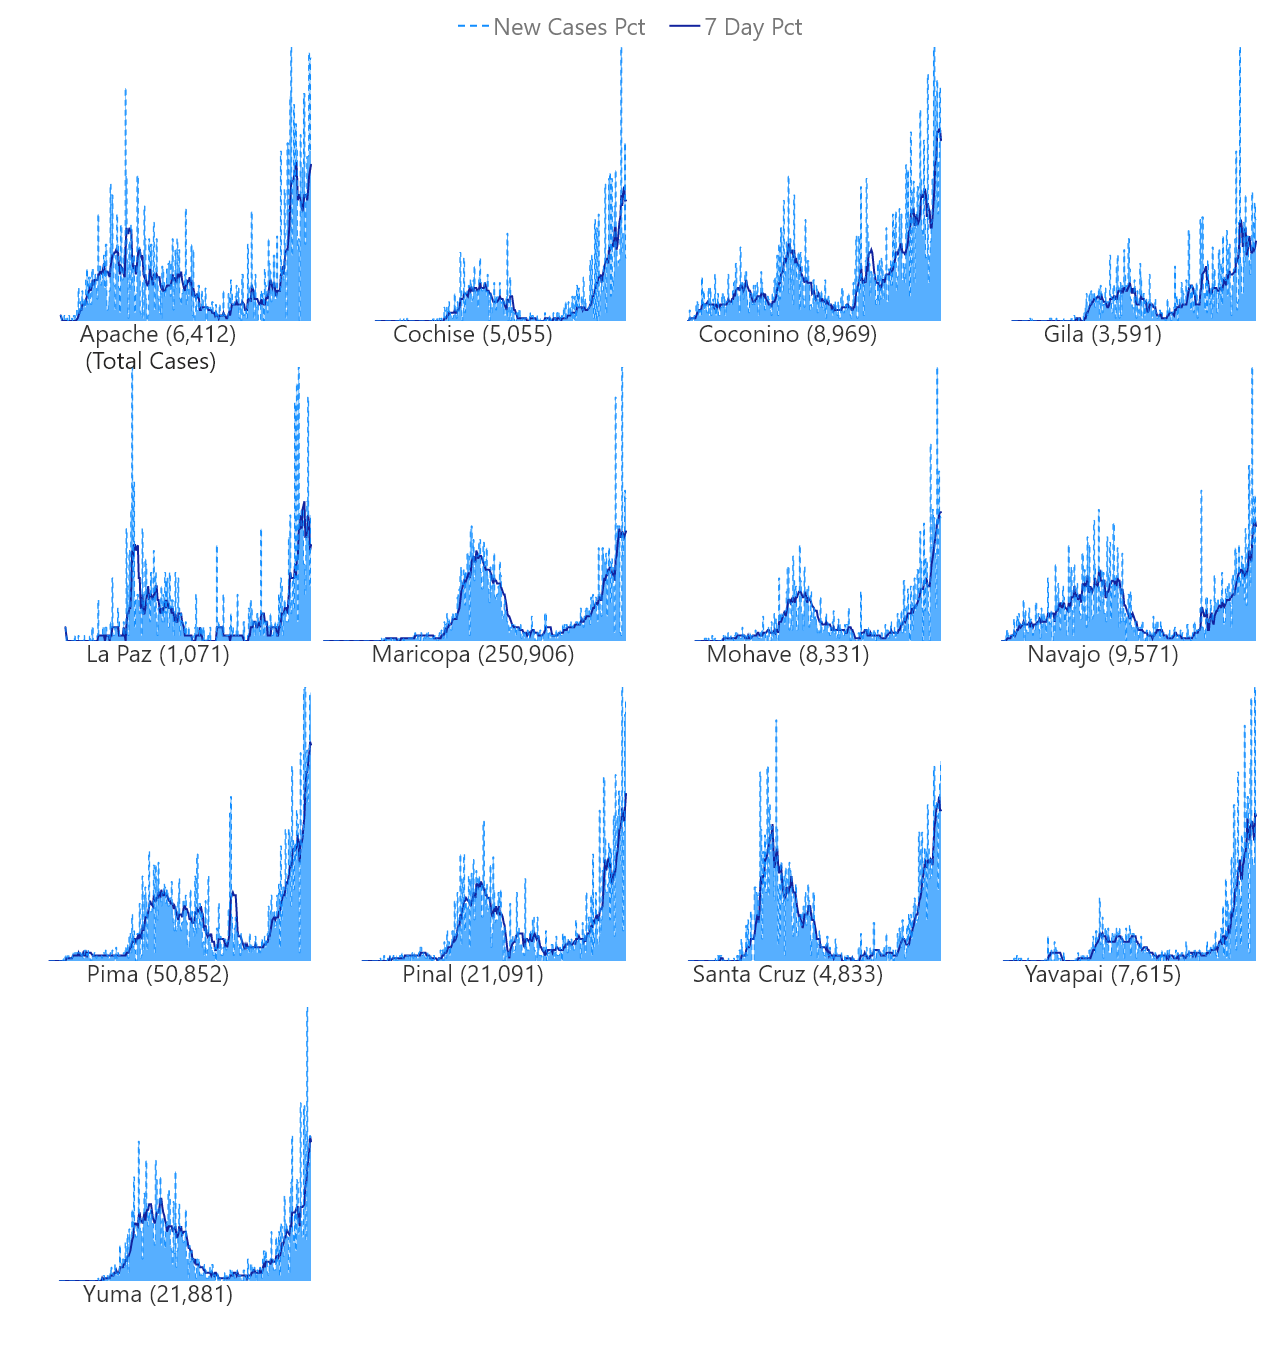 New Cases Pct 7 Day Pct
Apache (6,412)
(Total Cases)
Cochise (5,055)
Coconino (8,969)
Gila (3,591)
La Paz (1,071)
Maricopa (250,906)
Mohave (8,331)
Navajo (9,571)
Pima (50,852)
Pinal (21,091)
Santa Cruz (4,833)
Yavapai (7,615)
Yuma (21,881)